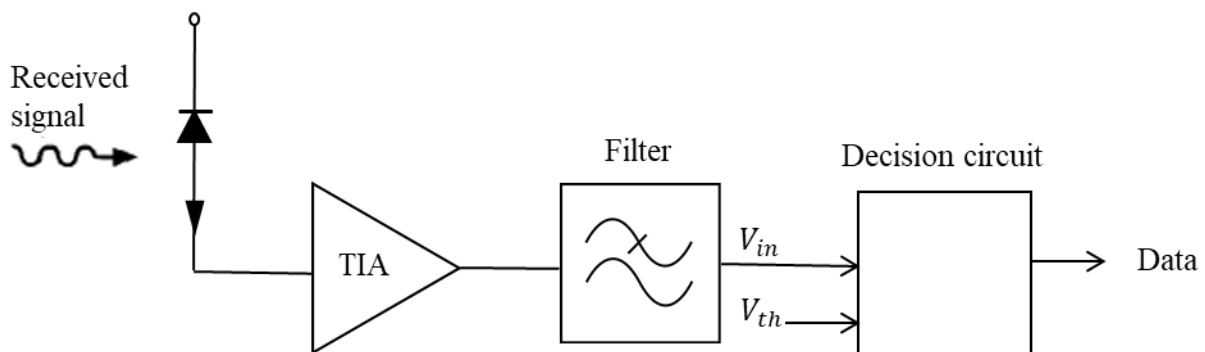 Received
signal
TIA
Filter
Decision circuit
V_in
V_th
Data